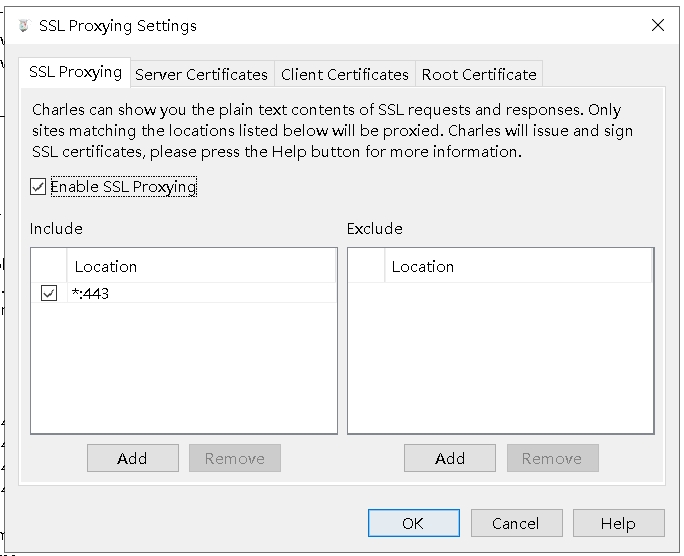 SSL Proxying Settings
SSL Proxying Server Certificates Client Certificates Root Certificate
Charles can show you the plain text contents of SSL requests and responses. Only
sites matching the locations listed below will be proxied. Charles will issue and sign
SSL certificates, please press the Help button for more information.
Enable SSL Proxying
Include Exclude
Location Location
*:443
Add Remove Add Remove
OK Cancel Help